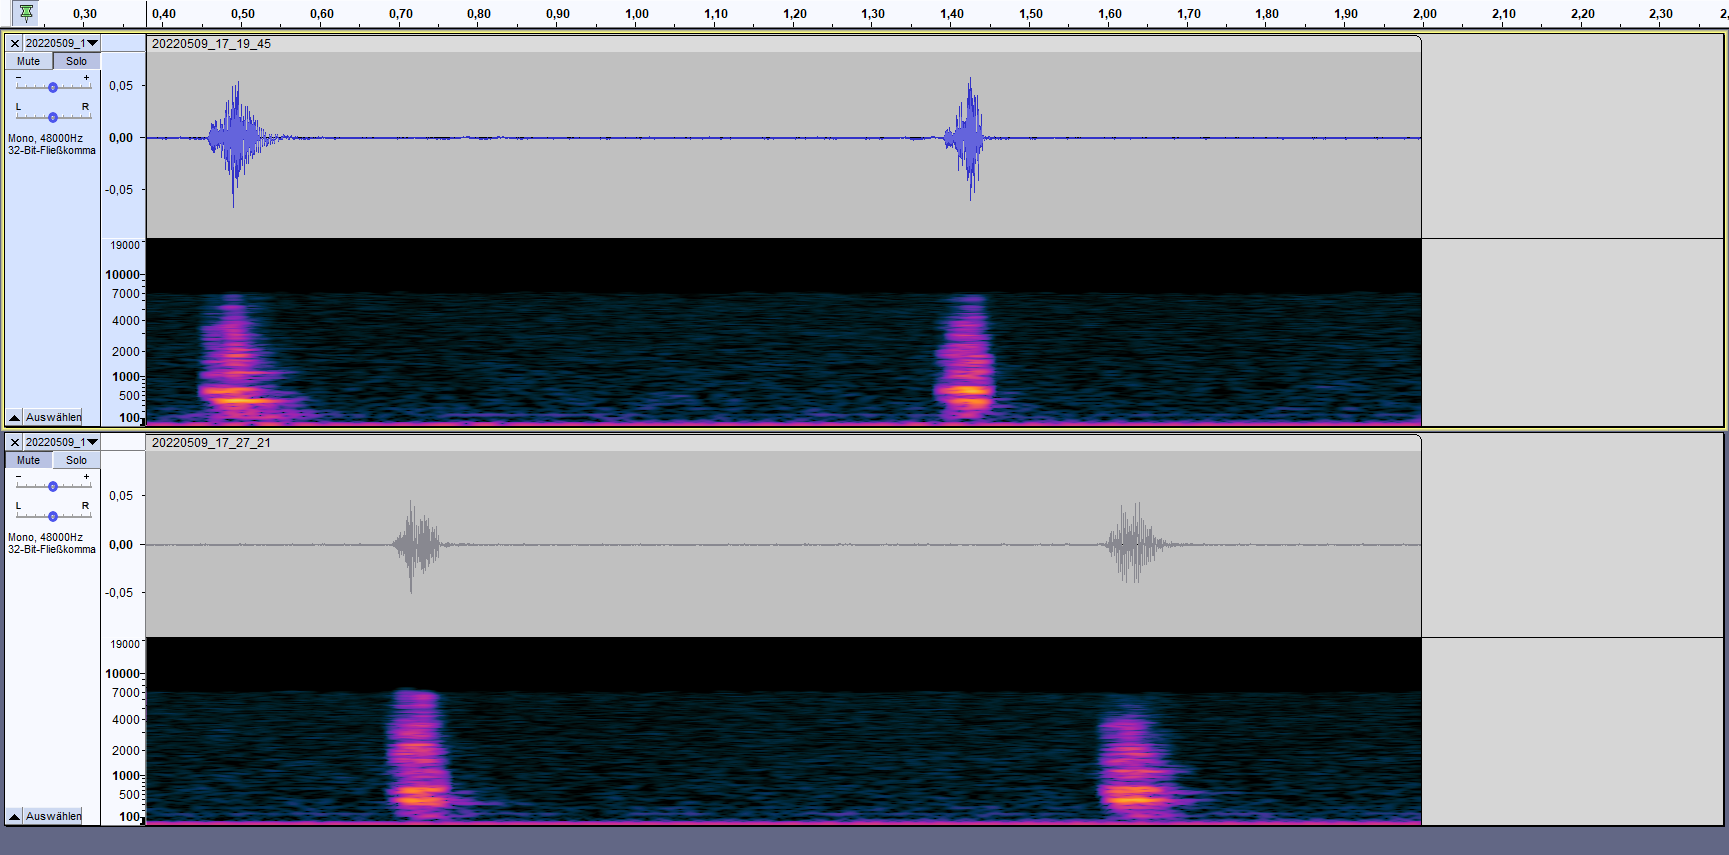 0,30 0,40 0,50 0,60 0,70 0,80 0,90 1,00 1,10 1,20 1,30 1,40 1,50 1,60 1,70 1,80 1,90 2,00 2,10 2,20 2,30 2,
20220509_1 20220509_17_19_45
Mute Solo
- +
L R
Mono, 48000Hz
32-Bit-Fließkomma
Auswählen
0,05
0,00
-0,05
19000
10000
7000
4000
2000
1000
500
100
20220509_1 20220509_17_27_21
Mute Solo
- +
L R
Mono, 48000Hz
32-Bit-Fließkomma
Auswählen
0,05
0,00
-0,05
19000
10000
7000
4000
2000
1000
500
100